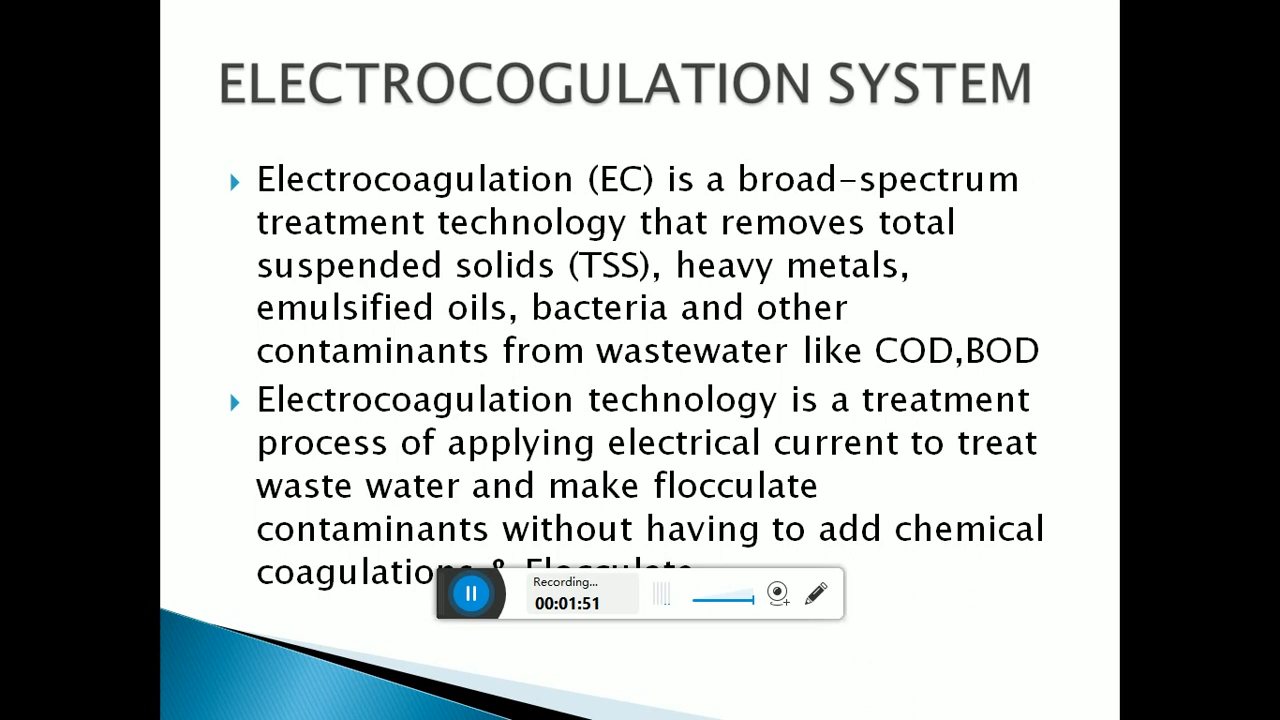 ELECTROCOGULATION SYSTEM
Electrocoagulation (EC) is a broad-spectrum
treatment technology that removes total
suspended solids (TSS), heavy metals,
emulsified oils, bacteria and other
contaminants from wastewater like COD,BOD
Electrocoagulation technology is a treatment
process of applying electrical current to treat
waste water and make flocculate
contaminants without having to add chemical
coagulations & Flocculate
Recording...
00:01:51